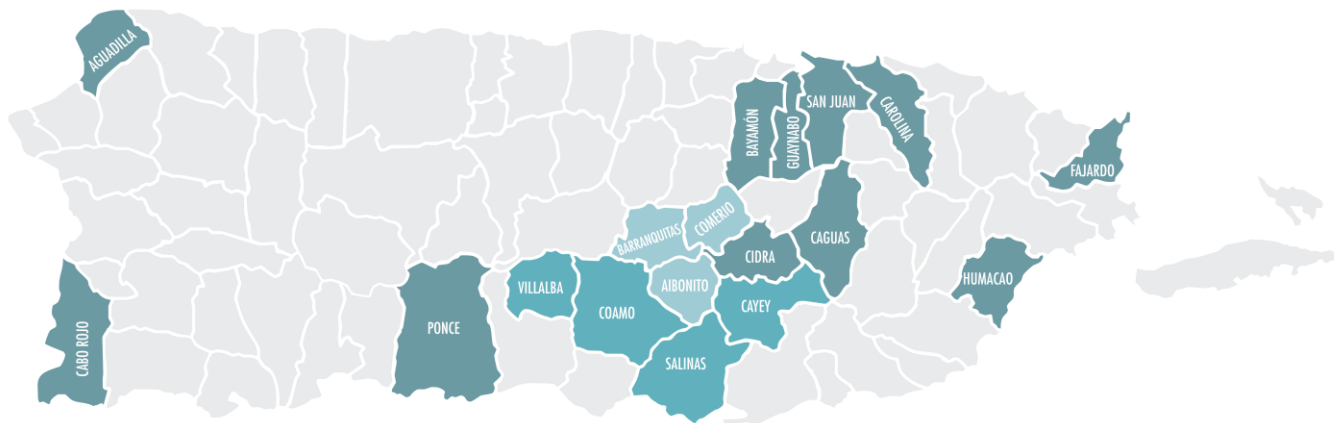 AGUADILLA
SAN JUAN
CAROLINA
BAYAMÓN
GUAYNABO
FAJARDO
COMERIO
BARRANQUITAS
CAGUAS
CIDRA
HUMACAO
VILLALBA
AIBONITO
CAYEY
COAMO
PONCE
CABO ROJO
SALINAS